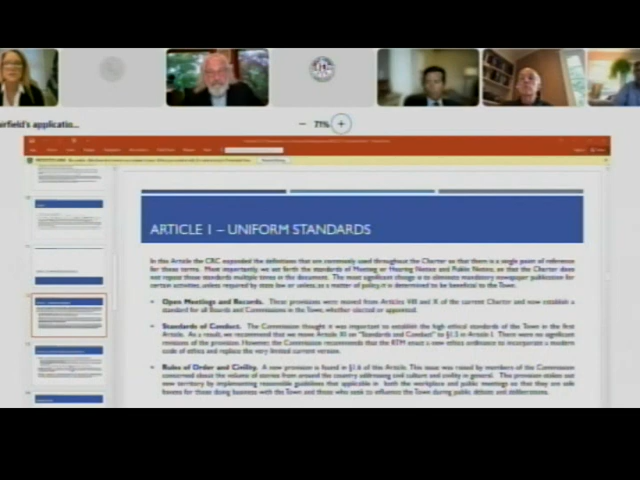 irfield's applicatio...
— 71% +
ARTICLE 1 – UNIFORM STANDARDS
In this Article the CRC expanded the definitions that are commonly used throughout the Charter so that there is a single point of reference
for those terms. Most importantly, we set forth the standards of Meeting or Hearing Notice and Public Notice, so that the Charter does
not repeat those standards multiple times in the document. The most significant change is to eliminate mandatory newspaper publication for
certain activities, unless required by state law or unless, as a matter of policy, it is determined to be beneficial to the Town.
• Open Meetings and Records. These provisions were moved from Articles VIII and X of the current Charter and now establish a
standard for all Boards and Commissions in the Town, whether elected or appointed.
• Standards of Conduct. The Commission thought it was important to establish the high ethical standards of the Town in the first
Article. As a result, we recommend that we move Article XI on "Standards and Conduct" to §1.5 in Article 1. There were no significant
revisions of the provision. However, the Commission recommends that the RTM enact a new ethics ordinance to incorporate a modern
code of ethics and replace the very limited current version.
• Rules of Order and Civility. A new provision is found in §1.6 of this Article. This issue was raised by members of the Commission
concerned about the volume of stories from around the country addressing civil culture and civility in general. This provision stakes out
new territory by implementing reasonable guidelines that applicable in both the workplace and public meetings so that they are safe
havens for those doing business with the Town and those who seek to influence the Town during public debate and deliberations.